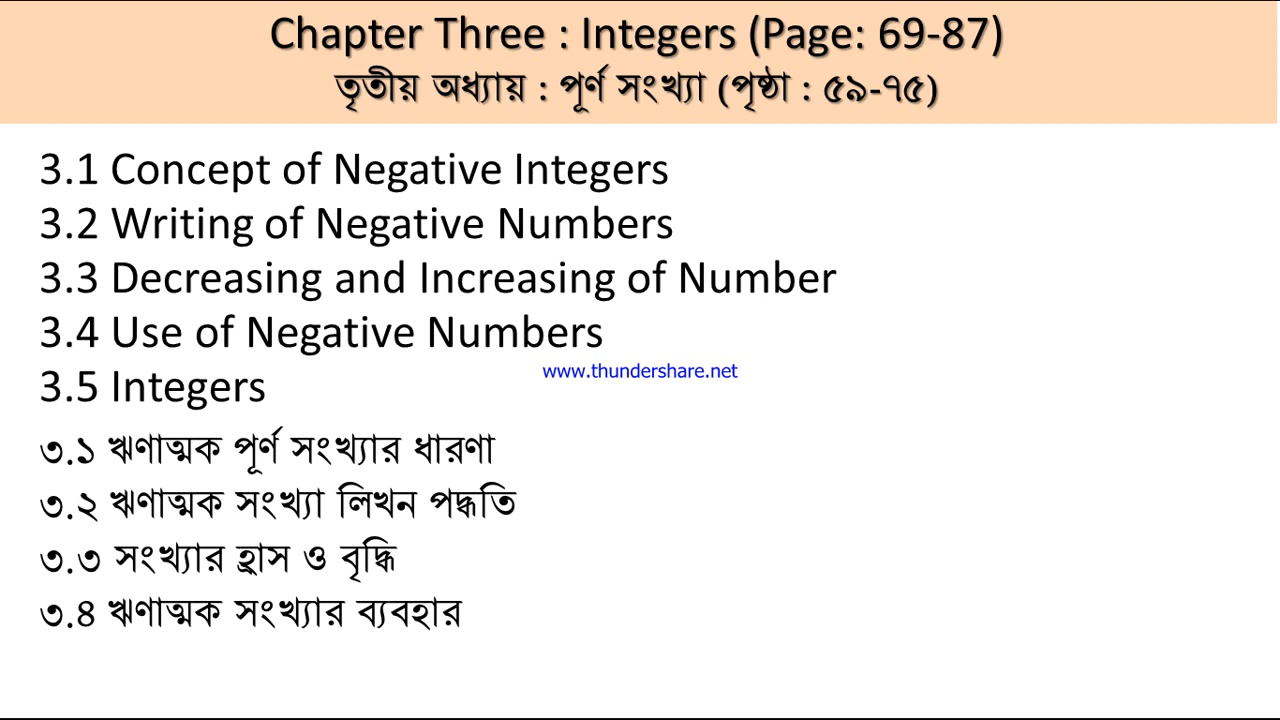 Chapter Three : Integers (Page: 69-87)
তৃতীয় অধ্যায় : পূর্ণ সংখ্যা (পৃষ্ঠা : ৫৯-৭৫)
3.1 Concept of Negative Integers
3.2 Writing of Negative Numbers
3.3 Decreasing and Increasing of Number
3.4 Use of Negative Numbers
www.thundershare.net
3.5 Integers
৩.১ ঋণাত্মক পূর্ণ সংখ্যার ধারণা
৩.২ ঋণাত্মক সংখ্যা লিখন পদ্ধতি
৩.৩ সংখ্যার হ্রাস ও বৃদ্ধি
৩.৪ ঋণাত্মক সংখ্যার ব্যবহার